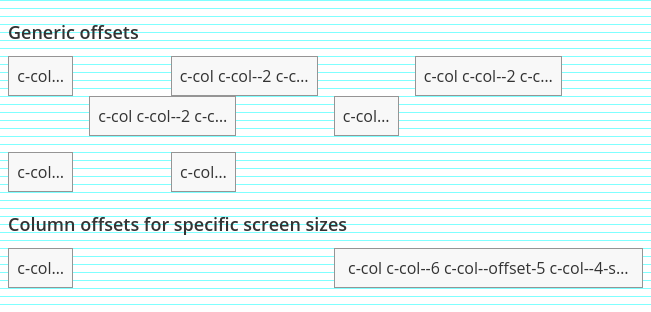 Generic offsets
c-col... c-col c-col--2 c-c... c-col c-col--2 c-c...
c-col c-col--2 c-c... c-col...
c-col... c-col...
Column offsets for specific screen sizes
c-col... c-col c-col--6 c-col--offset-5 c-col--4-s...